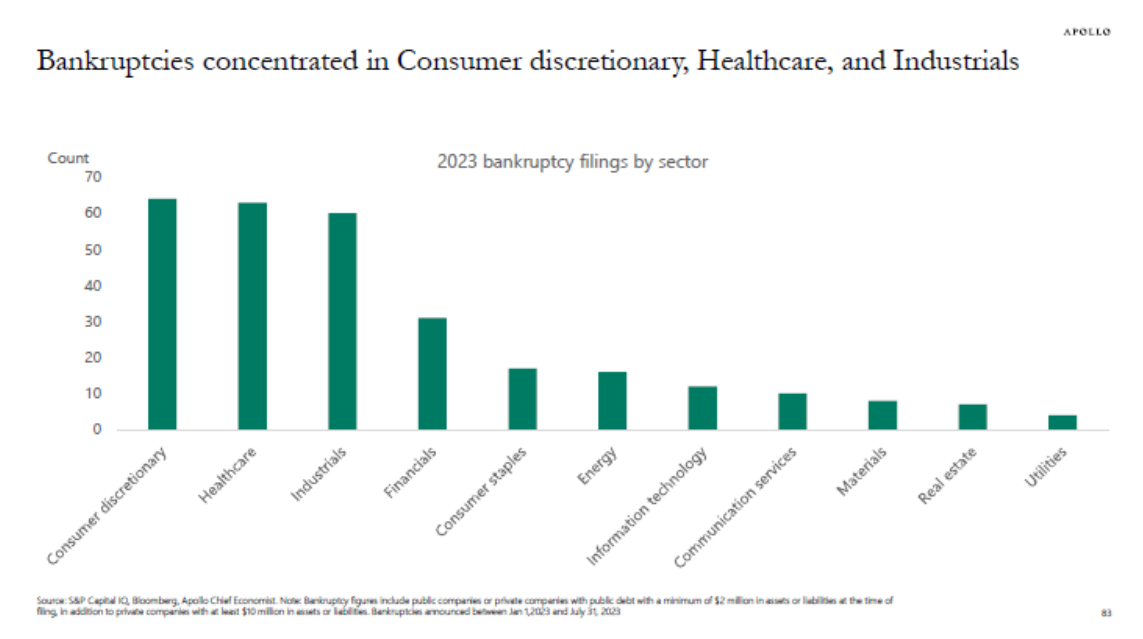 APOLLO
Bankruptcies concentrated in Consumer discretionary, Healthcare, and Industrials
Count
2023 bankruptcy filings by sector
70
60
50
40
30
20
10
0
Consumer discretionary
Healthcare
Industrials
Financials
Consumer staples
Energy
Information technology
Communication services
Materials
Real estate
Utilities
Source: S&P Capital IQ, Bloomberg, Apollo Chief Economist. Note: Bankruptcy figures include public companies or private companies with public debt with a minimum of $2 million in assets or liabilities at the time of
filing, in addition to private companies with at least $10 million in assets or liabilities. Bankruptcies announced between Jan 1,2023 and July 31, 2023
83